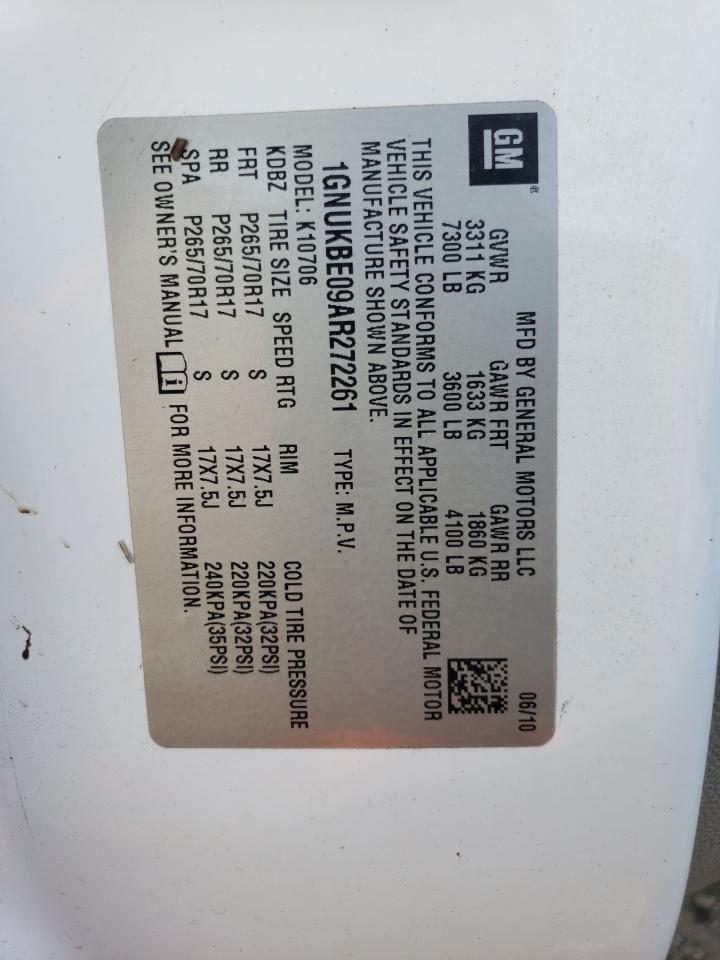 GM ®
MFD BY GENERAL MOTORS LLC 06/10
GVWR GAWR FRT GAWR RR
3311 KG 1633 KG 1860 KG
7300 LB 3600 LB 4100 LB
THIS VEHICLE CONFORMS TO ALL APPLICABLE U.S. FEDERAL MOTOR
VEHICLE SAFETY STANDARDS IN EFFECT ON THE DATE OF
MANUFACTURE SHOWN ABOVE.
1GNUKBE09AR272261 TYPE: M.P.V.
MODEL: K10706
KDBZ TIRE SIZE SPEED RTG RIM COLD TIRE PRESSURE
FRT P265/70R17 S 17X7.5J 220KPA(32PSI)
RR P265/70R17 S 17X7.5J 220KPA(32PSI)
SPA P265/70R17 S 17X7.5J 240KPA(35PSI)
SEE OWNER'S MANUAL FOR MORE INFORMATION.